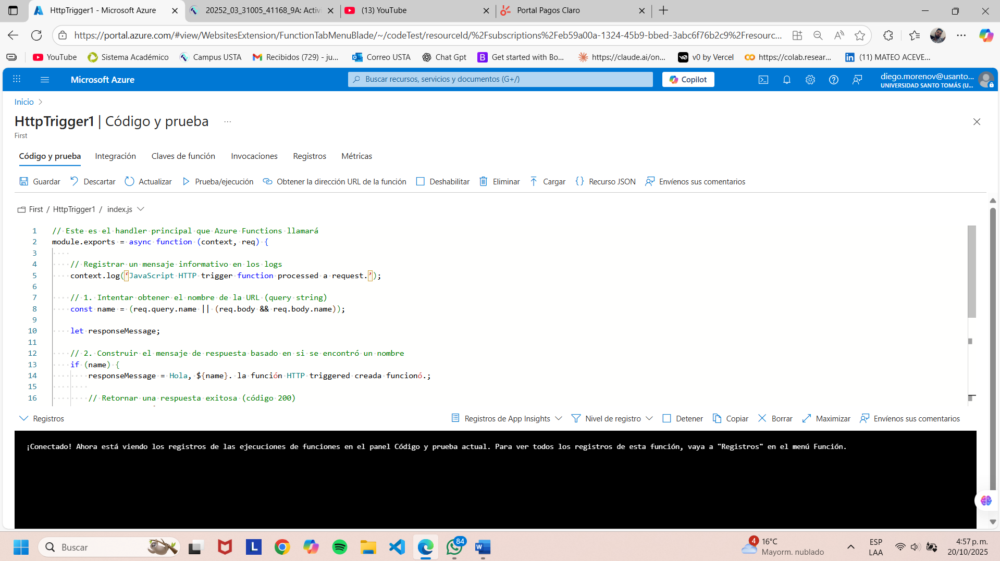 HttpTrigger1 - Microsoft Azure
20252_03_31005_41168_9A: Activi
(13) YouTube
Portal Pagos Claro
https://portal.azure.com/#view/WebsitesExtension/FunctionTabMenuBlade/~/codeTest/resourceId/%2Fsubscriptions%2Feb59a00a-1324-45b9-bbed-3abc6f76b2c9%2Fresourc...
YouTube
Sistema Académico
Campus USTA
Recibidos (729) - ju...
Correo USTA
Chat Gpt
Get started with Bo...
https://claude.ai/on...
v0 by Vercel
https://colab.resear...
(11) MATEO ACEVE...
Microsoft Azure
Buscar recursos, servicios y documentos (G+/)
Copilot
diego.morenov@usanto...
UNIVERSIDAD SANTO TOMÁS (U...
Inicio
HttpTrigger1 | Código y prueba ...
First
Código y prueba
Integración
Claves de función
Invocaciones
Registros
Métricas
Guardar
Descartar
Actualizar
Prueba/ejecución
Obtener la dirección URL de la función
Deshabilitar
Eliminar
Cargar
Recurso JSON
Envíenos sus comentarios
First / HttpTrigger1 / index.js
1 // Este es el handler principal que Azure Functions llamará
2 module.exports = async function (context, req) {
3
4 // Registrar un mensaje informativo en los logs
5 context.log(‘JavaScript HTTP trigger function processed a request.’);
6
7 // 1. Intentar obtener el nombre de la URL (query string)
8 const name = (req.query.name || (req.body && req.body.name));
9
10 let responseMessage;
11
12 // 2. Construir el mensaje de respuesta basado en si se encontró un nombre
13 if (name) {
14 responseMessage = Hola, ${name}. la función HTTP triggered creada funcionó.;
15
16 // Retornar una respuesta exitosa (código 200)
Registros
Registros de App Insights
Nivel de registro
Detener
Copiar
Borrar
Maximizar
Envíenos sus comentarios
¡Conectado! Ahora está viendo los registros de las ejecuciones de funciones en el panel Código y prueba actual. Para ver todos los registros de esta función, vaya a "Registros" en el menú Función.
Buscar
L
84
4
16°C
Mayorm. nublado
ESP
LAA
4:57 p. m.
20/10/2025